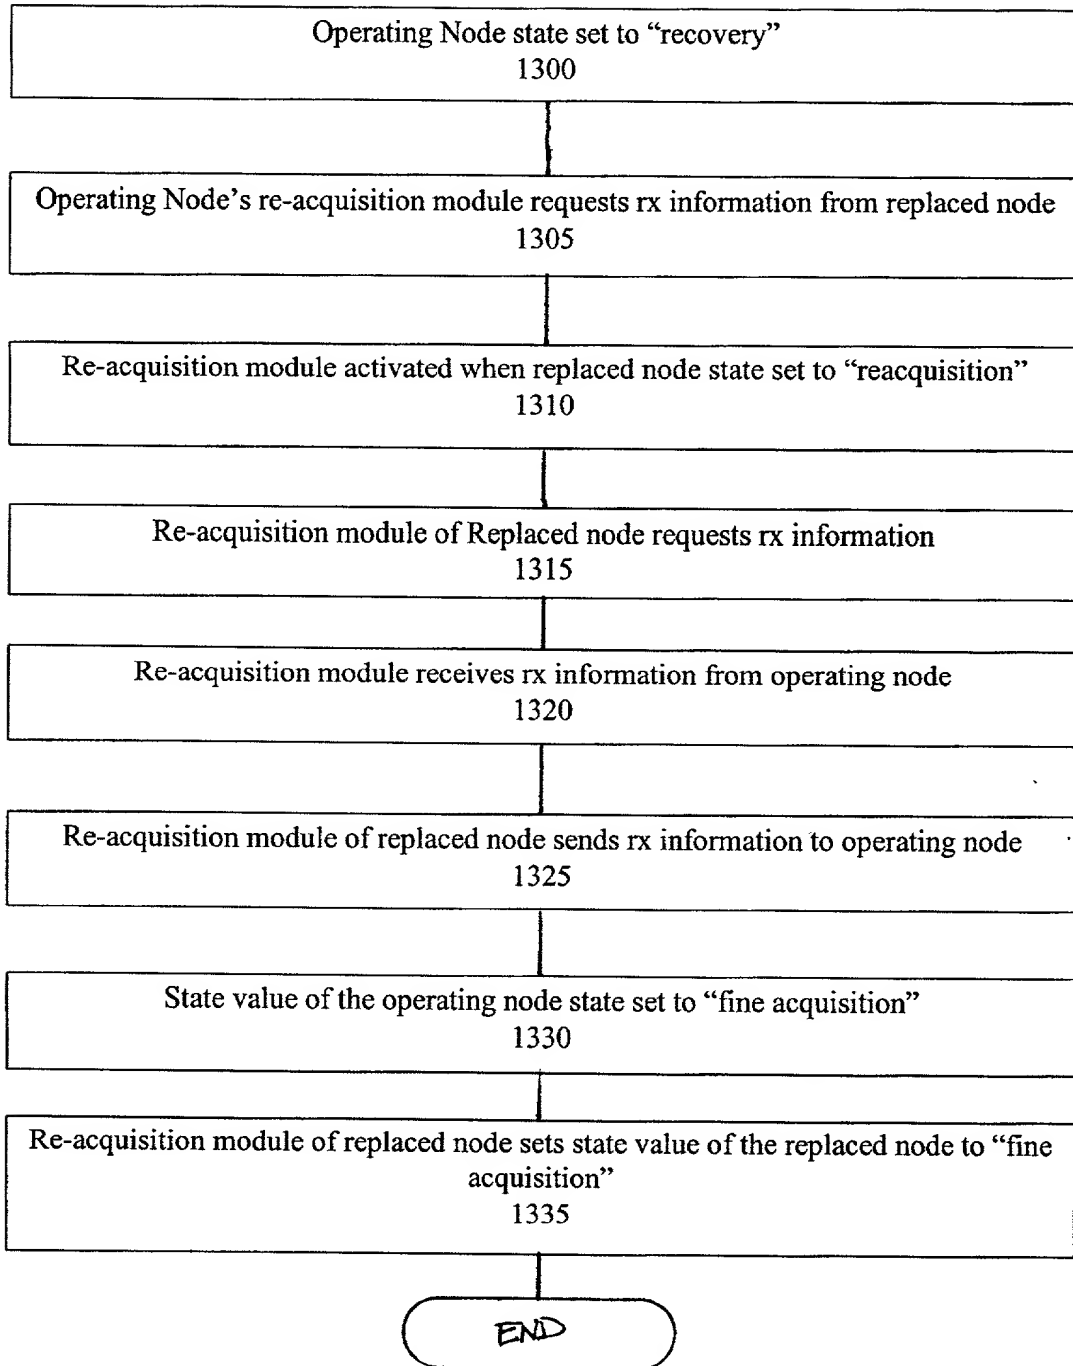 Operating Node state set to “recovery”
1300
Operating Node’s re-acquisition module requests rx information from replaced node
1305
Re-acquisition module activated when replaced node state set to “reacquisition”
1310
Re-acquisition module of Replaced node requests rx information
1315
Re-acquisition module receives rx information from operating node
1320
Re-acquisition module of replaced node sends rx information to operating node
1325
State value of the operating node state set to “fine acquisition”
1330
Re-acquisition module of replaced node sets state value of the replaced node to “fine
acquisition”
1335
END